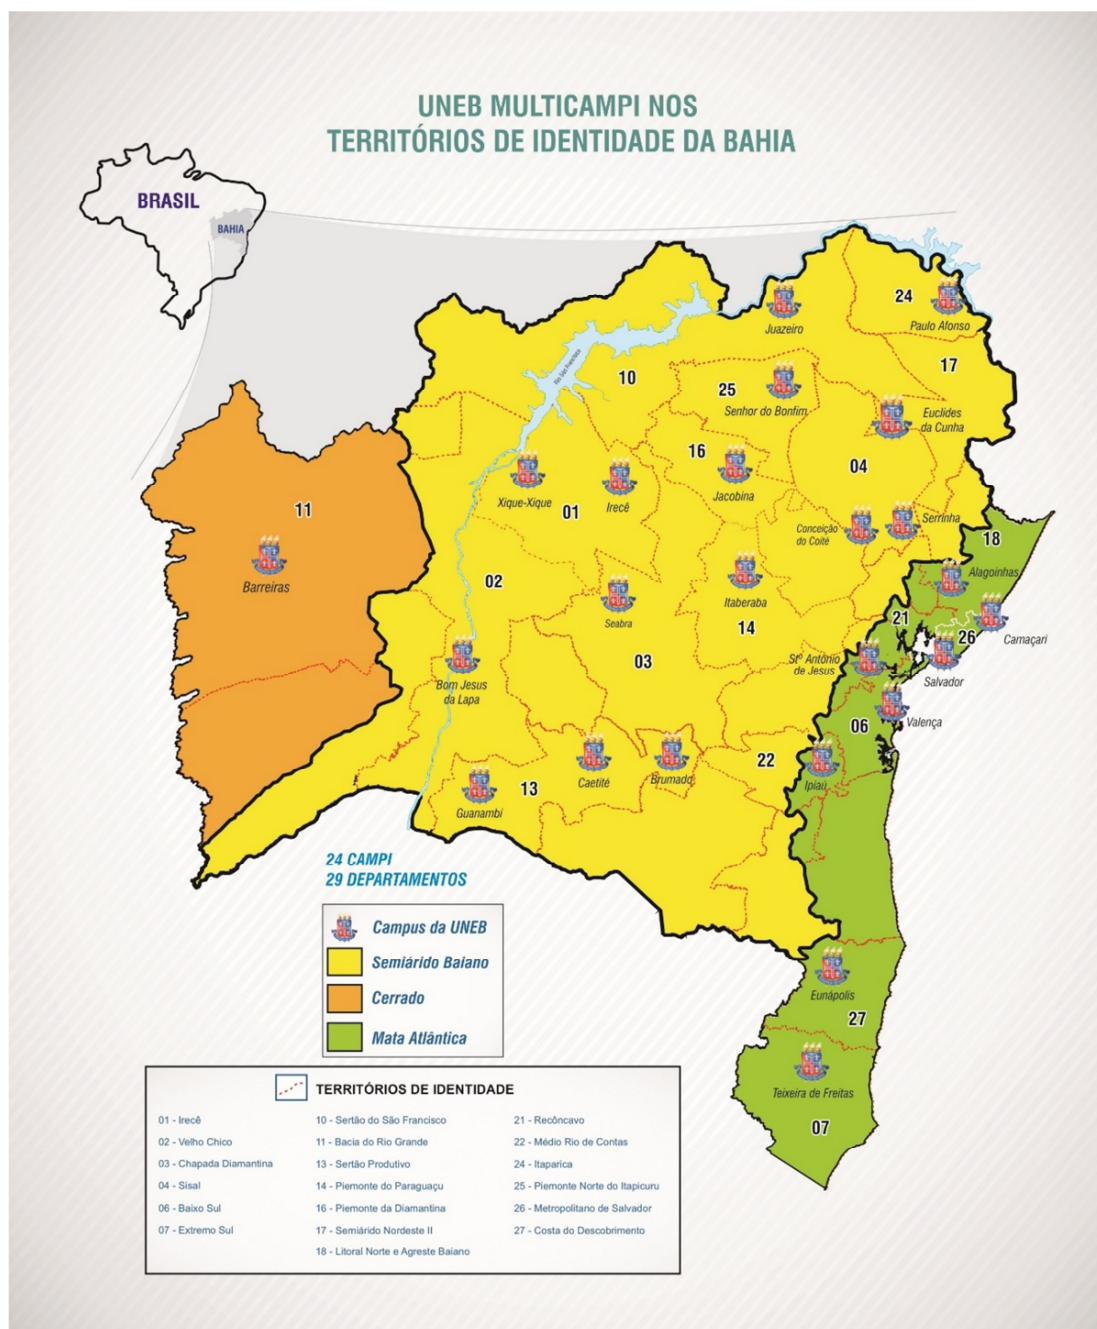 UNEB MULTICAMPI NOS
TERRITÓRIOS DE IDENTIDADE DA BAHIA
BRASIL
BAHIA
24
Juazeiro
Paulo Afonso
Rio São Francisco
10
17
25
Senhor do Bonfim
Euclides
da Cunha
16
04
Xique-Xique
Irecê
Jacobina
01
11
Serrinha
Conceição
do Coité
18
Barreiras
02
Alagoinhas
Itaberaba
Seabra
21
14
26
Camaçari
03
Stº Antônio
de Jesus
Salvador
Bom Jesus
da Lapa
06
Valença
22
Caetité
Brumado
Ipiaú
13
Guanambi
24 CAMPI
29 DEPARTAMENTOS
Campus da UNEB
Semiárido Baiano
Cerrado
Mata Atlântica
Eunápolis
27
Teixeira de Freitas
07
TERRITÓRIOS DE IDENTIDADE
01 - Irecê
02 - Velho Chico
03 - Chapada Diamantina
04 - Sisal
06 - Baixo Sul
07 - Extremo Sul
10 - Sertão do São Francisco
11 - Bacia do Rio Grande
13 - Sertão Produtivo
14 - Piemonte do Paraguaçu
16 - Piemonte da Diamantina
17 - Semiárido Nordeste II
18 - Litoral Norte e Agreste Baiano
21 - Recôncavo
22 - Médio Rio de Contas
24 - Itaparica
25 - Piemonte Norte do Itapicuru
26 - Metropolitano de Salvador
27 - Costa do Descobrimento